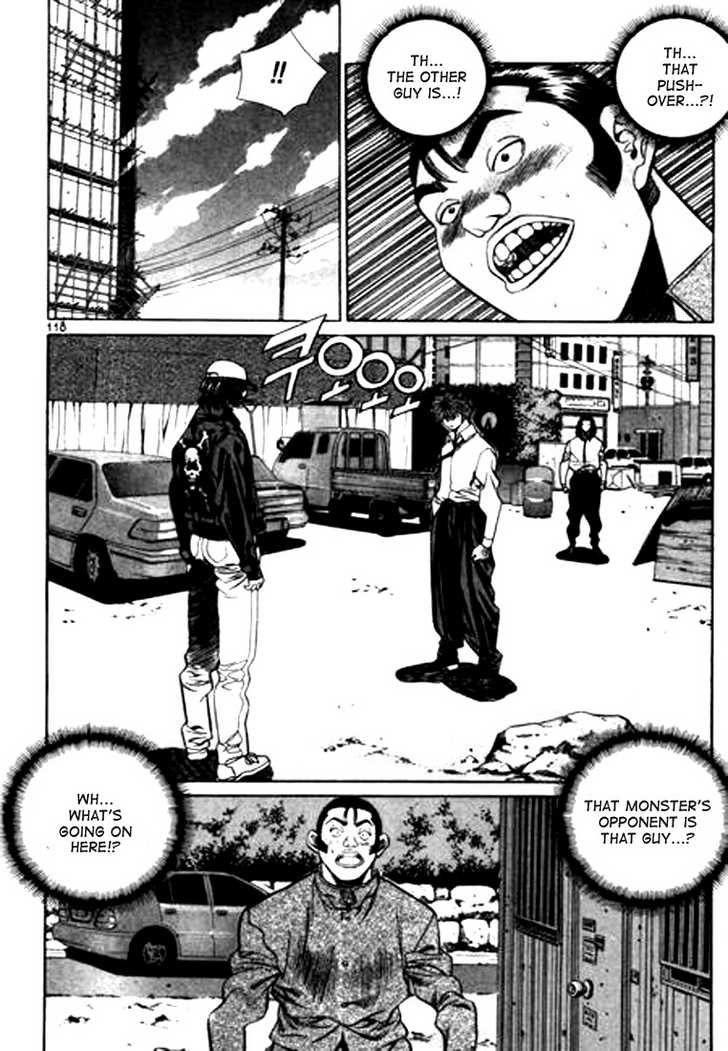 !!
TH...
THE OTHER
GUY IS...!
TH...
THAT
PUSH-
OVER...?!
118
쿠오오오
WH...
WHAT'S
GOING ON
HERE!?
THAT MONSTER'S
OPPONENT IS
THAT GUY...?